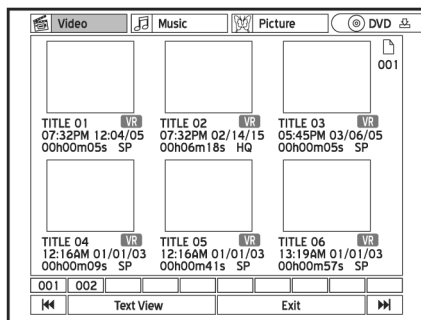 Video Music Picture DVD
001
TITLE 01 VR TITLE 02 VR TITLE 03 VR
07:32PM 12:04/05 07:32PM 02/14/15 05:45PM 03/06/05
00h00m05s SP 00h06m18s HQ 00h00m05s SP
TITLE 04 VR TITLE 05 VR TITLE 06 VR
12:16AM 01/01/03 12:16AM 01/01/03 13:19AM 01/01/03
00h00m09s SP 00h00m41s SP 00h00m57s SP
001 002
Text View Exit